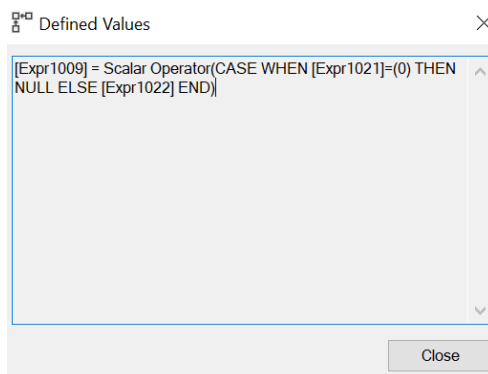 Defined Values
[Expr1009] = Scalar Operator(CASE WHEN [Expr1021]=(0) THEN
NULL ELSE [Expr1022] END)
Close